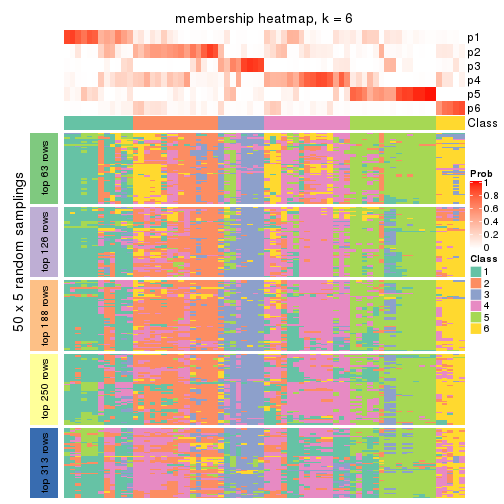 membership heatmap, k = 6
p1
p2
p3
p4
p5
p6
Class
50 x 5 random samplings
top 63 rows
top 126 rows
top 188 rows
top 250 rows
top 313 rows
Prob
1
0.8
0.6
0.4
0.2
0
Class
1
2
3
4
5
6